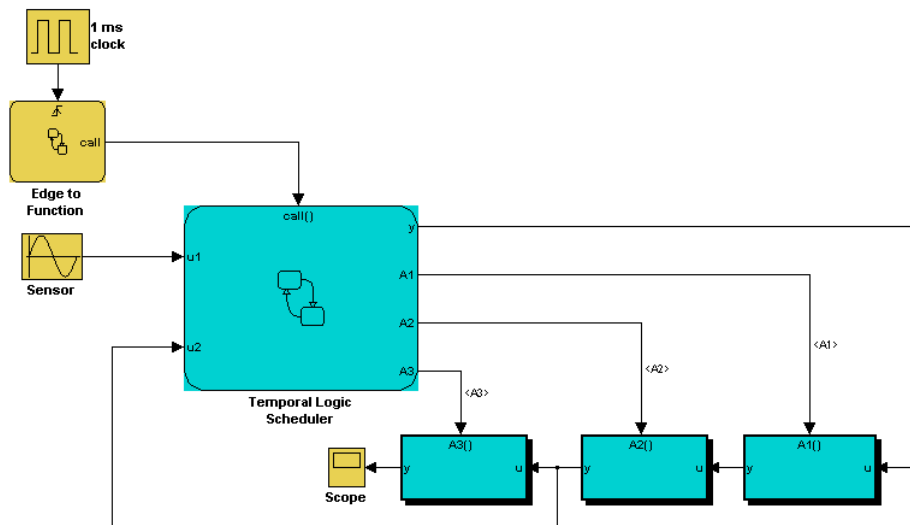 1 ms
clock
call
Edge to
Function
call()
y
u1
Sensor
A1
A2
<A1>
u2
<A2>
A3
<A3>
Temporal Logic
Scheduler
A3()
A2()
A1()
y
u
y
u
y
u
Scope